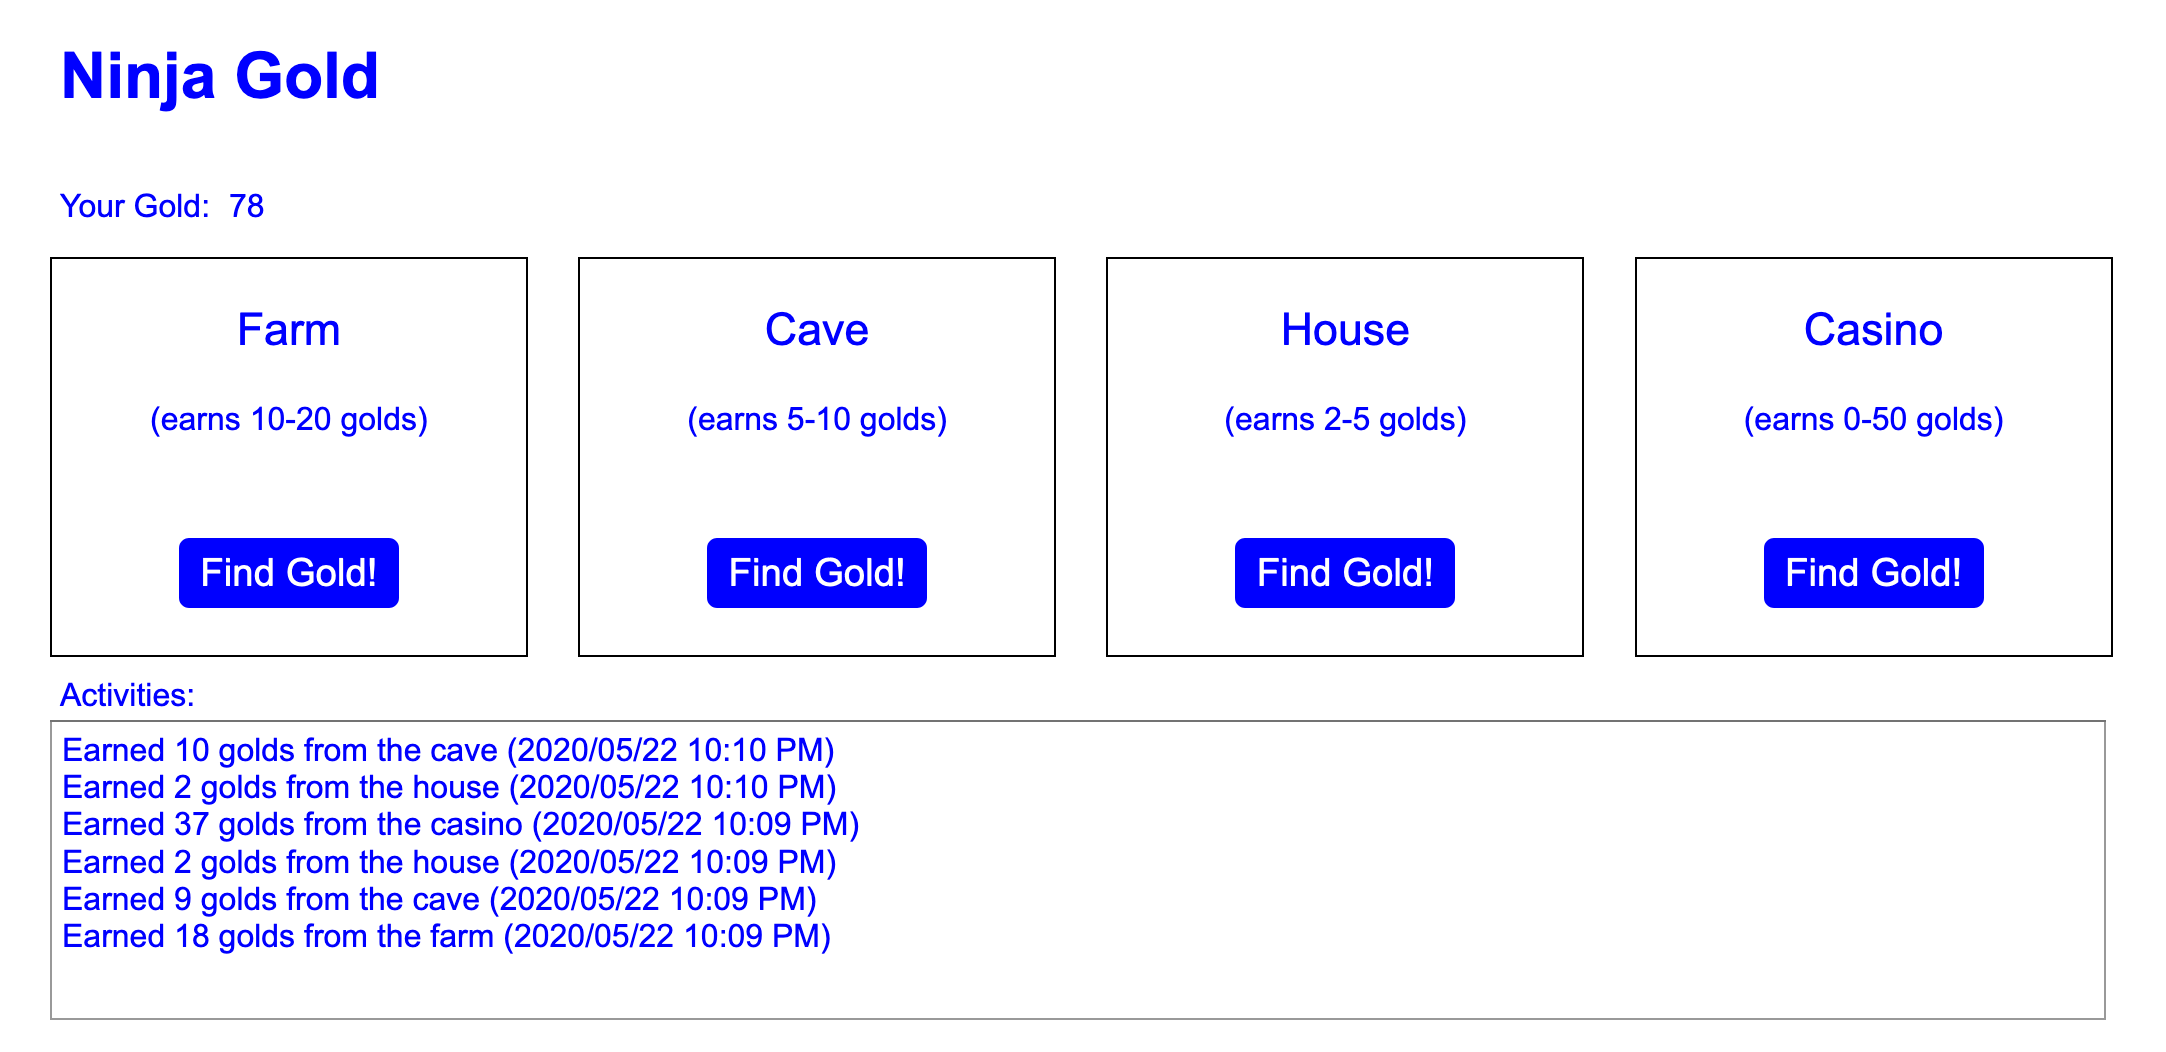 Ninja Gold
Your Gold: 78
Farm
(earns 10-20 golds)
Find Gold!
Cave
(earns 5-10 golds)
Find Gold!
House
(earns 2-5 golds)
Find Gold!
Casino
(earns 0-50 golds)
Find Gold!
Activities:
Earned 10 golds from the cave (2020/05/22 10:10 PM)
Earned 2 golds from the house (2020/05/22 10:10 PM)
Earned 37 golds from the casino (2020/05/22 10:09 PM)
Earned 2 golds from the house (2020/05/22 10:09 PM)
Earned 9 golds from the cave (2020/05/22 10:09 PM)
Earned 18 golds from the farm (2020/05/22 10:09 PM)